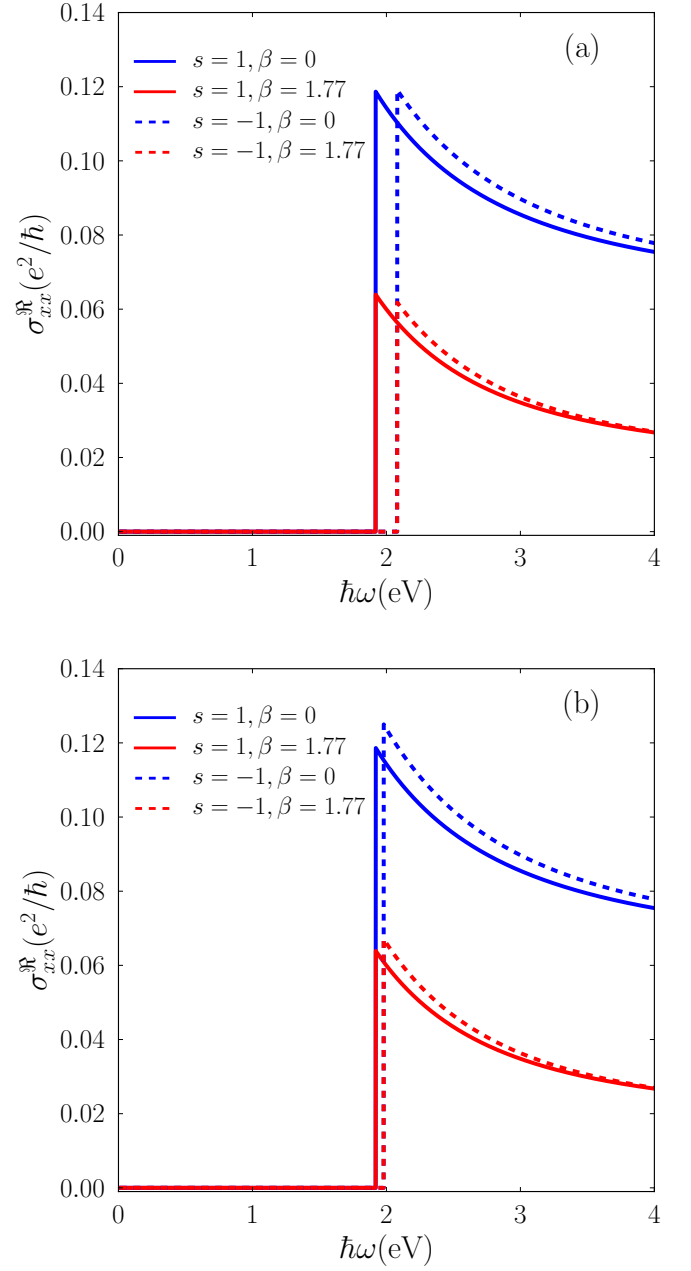 0.14
(a)
s = 1, β = 0
0.12
s = 1, β = 1.77
s = −1, β = 0
0.10
s = −1, β = 1.77
0.08
σ_xx^ℜ(e²/ℏ)
0.06
0.04
0.02
0.00
0 1 2 3 4
ℏω(eV)
0.14
(b)
s = 1, β = 0
0.12
s = 1, β = 1.77
s = −1, β = 0
0.10
s = −1, β = 1.77
0.08
σ_xx^ℜ(e²/ℏ)
0.06
0.04
0.02
0.00
0 1 2 3 4
ℏω(eV)